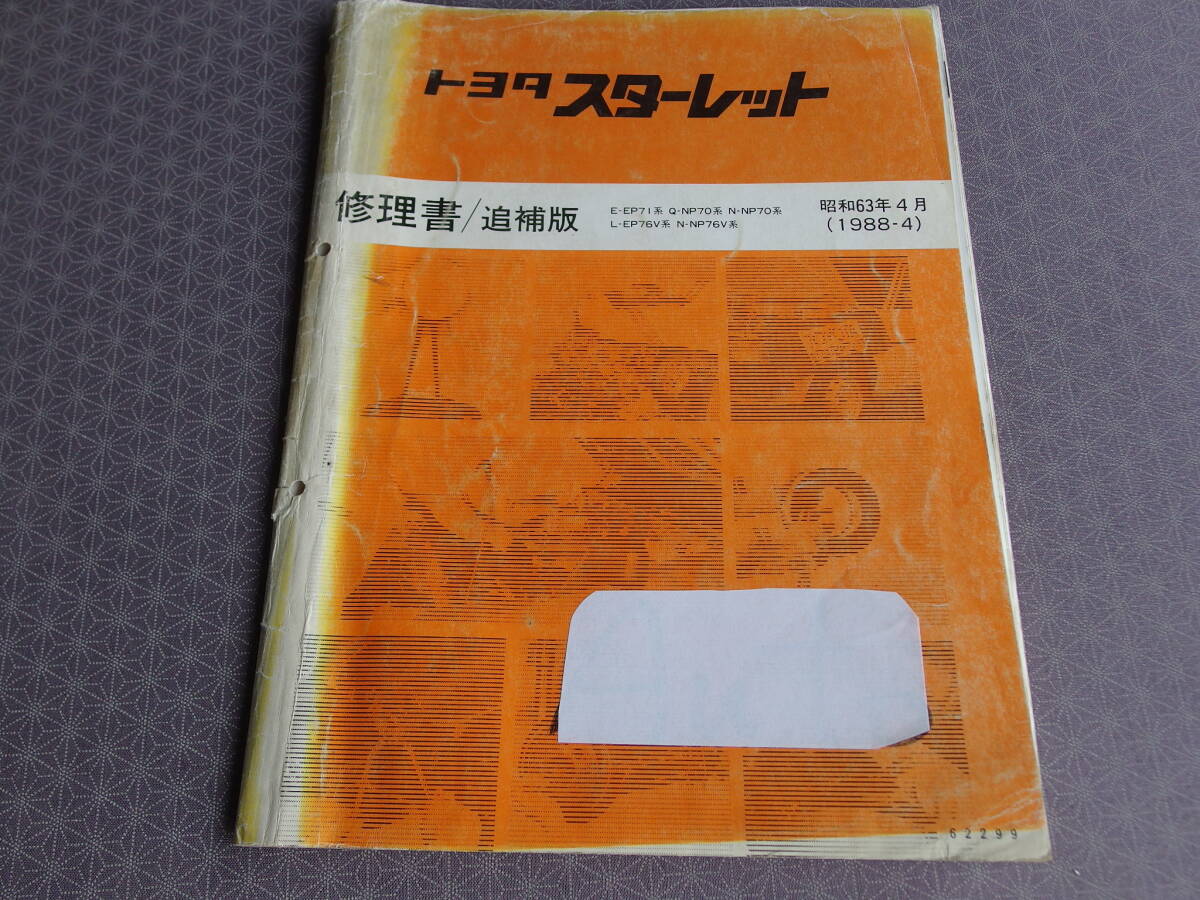 トヨタ スターレット
修理書/追補版
E-EP71系 Q-NP70系 N-NP70系
L-EP76V系 N-NP76V系
昭和63年4月
(1988-4)
62299